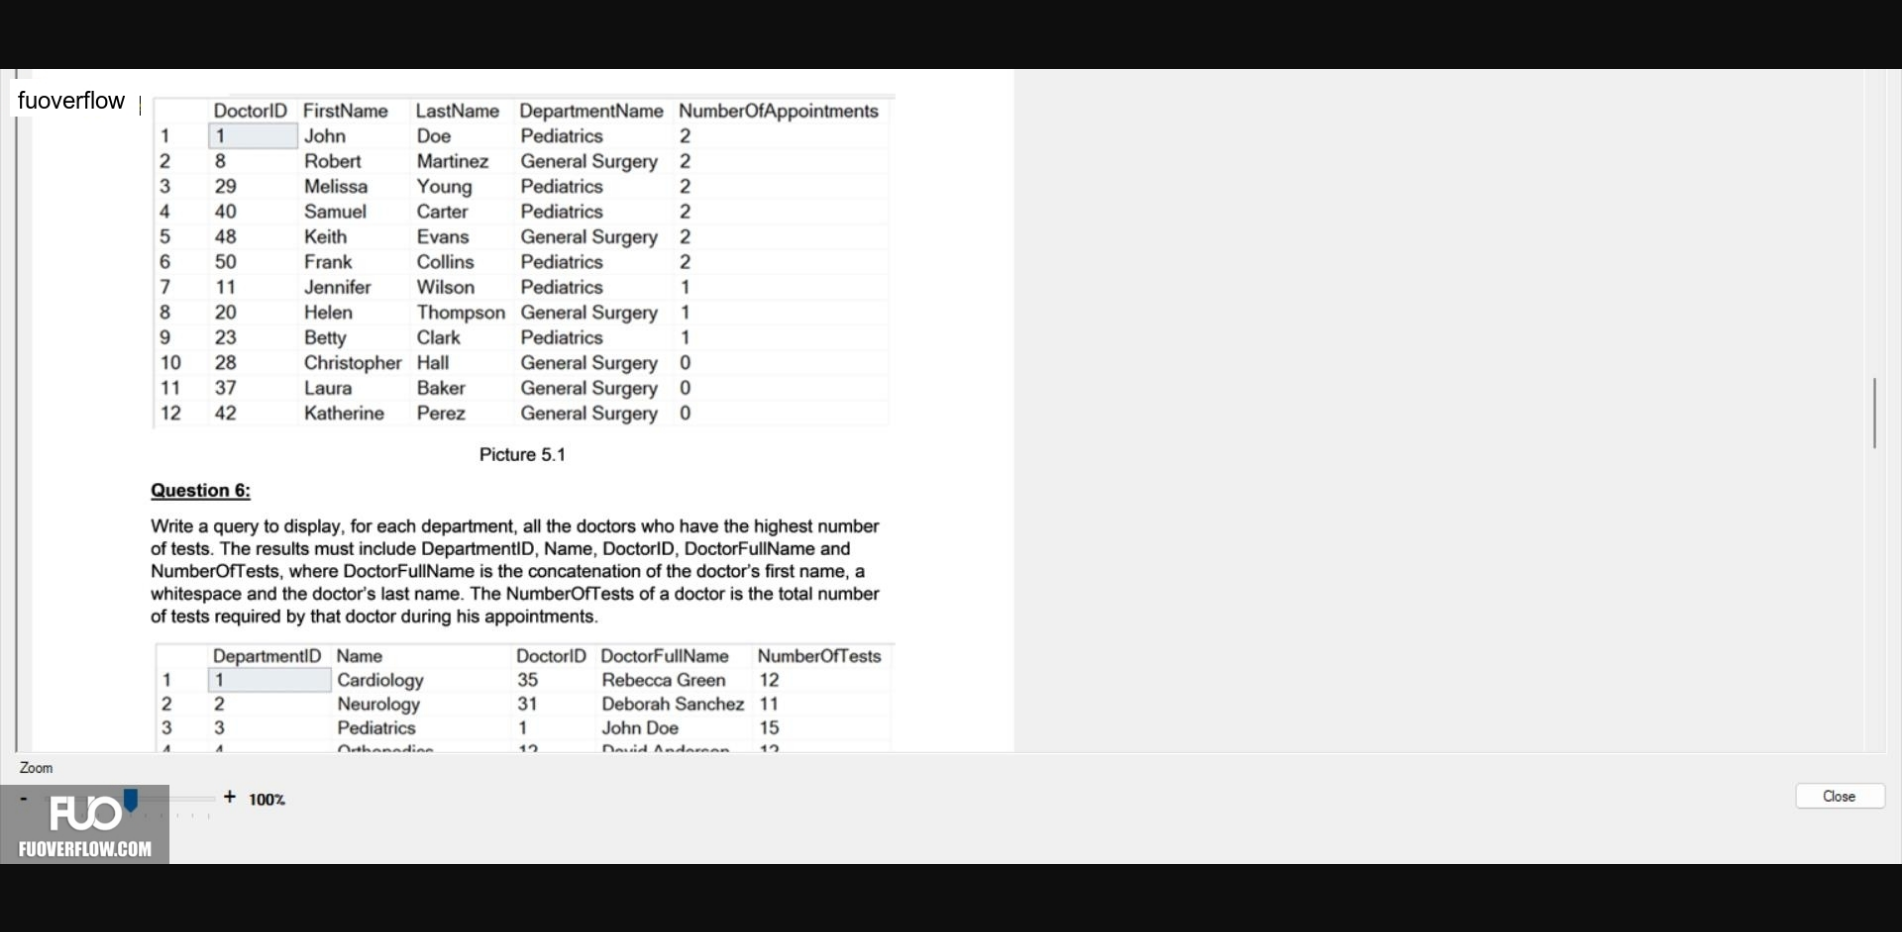 fuoverflow
DoctorID FirstName LastName DepartmentName NumberOfAppointments
1 1 John Doe Pediatrics 2
2 8 Robert Martinez General Surgery 2
3 29 Melissa Young Pediatrics 2
4 40 Samuel Carter Pediatrics 2
5 48 Keith Evans General Surgery 2
6 50 Frank Collins Pediatrics 2
7 11 Jennifer Wilson Pediatrics 1
8 20 Helen Thompson General Surgery 1
9 23 Betty Clark Pediatrics 1
10 28 Christopher Hall General Surgery 0
11 37 Laura Baker General Surgery 0
12 42 Katherine Perez General Surgery 0
Picture 5.1
Question 6:
Write a query to display, for each department, all the doctors who have the highest number
of tests. The results must include DepartmentID, Name, DoctorID, DoctorFullName and
NumberOfTests, where DoctorFullName is the concatenation of the doctor's first name, a
whitespace and the doctor's last name. The NumberOfTests of a doctor is the total number
of tests required by that doctor during his appointments.
DepartmentID Name DoctorID DoctorFullName NumberOfTests
1 1 Cardiology 35 Rebecca Green 12
2 2 Neurology 31 Deborah Sanchez 11
3 3 Pediatrics 1 John Doe 15
4 4 Orthopedics 12 David Anderson
Zoom
- + 100%
Close
FUO
FUOVERFLOW.COM